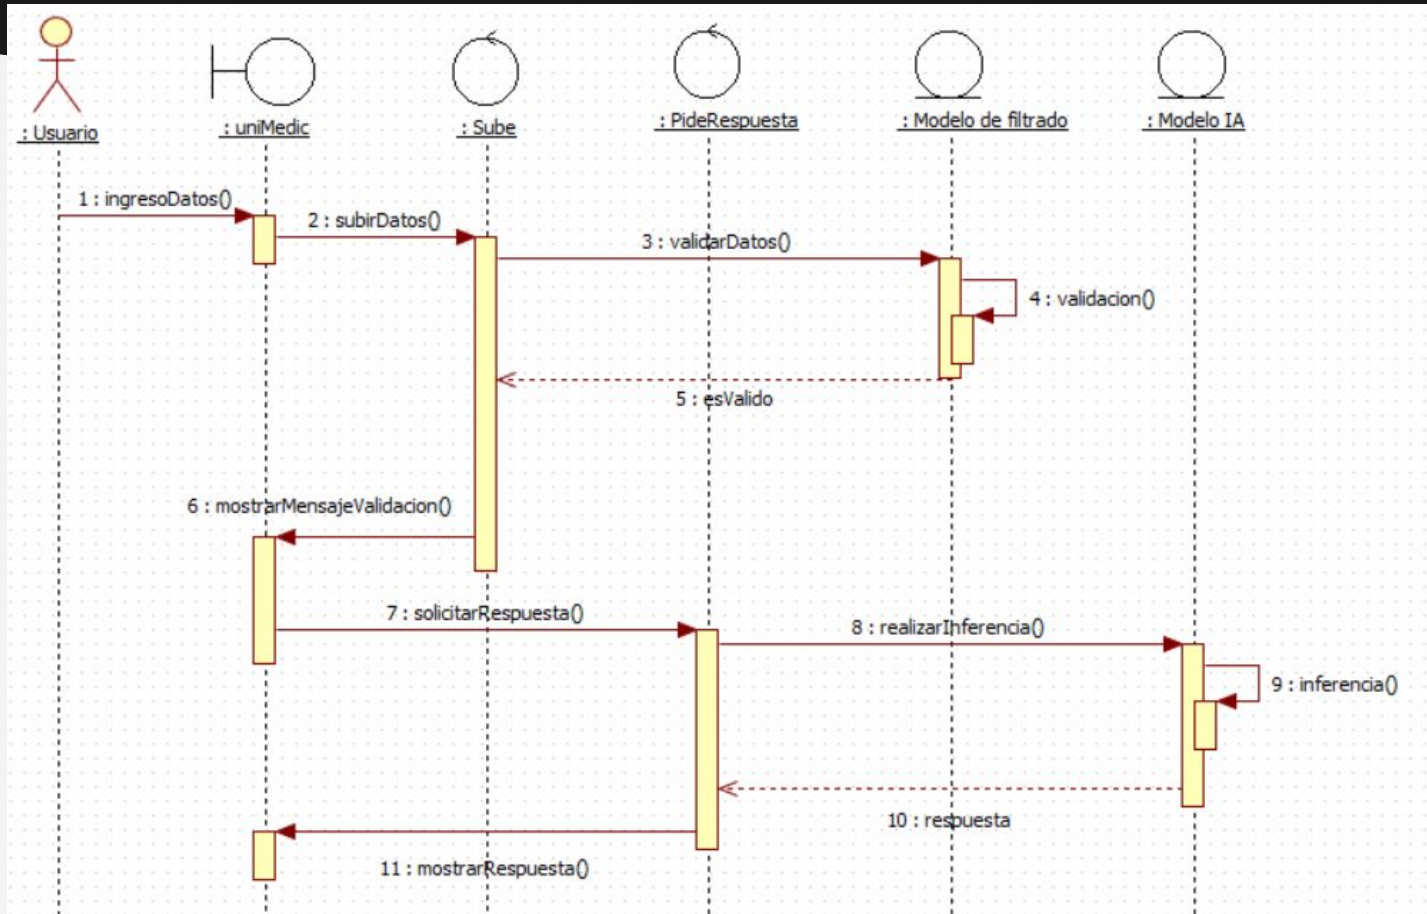 : Usuario
: uniMedic
: Sube
: PideRespuesta
: Modelo de filtrado
: Modelo IA
1 : ingresoDatos()
2 : subirDatos()
3 : validarDatos()
4 : validacion()
5 : esValido
6 : mostrarMensajeValidacion()
7 : solicitarRespuesta()
8 : realizarInferencia()
9 : inferencia()
10 : respuesta
11 : mostrarRespuesta()